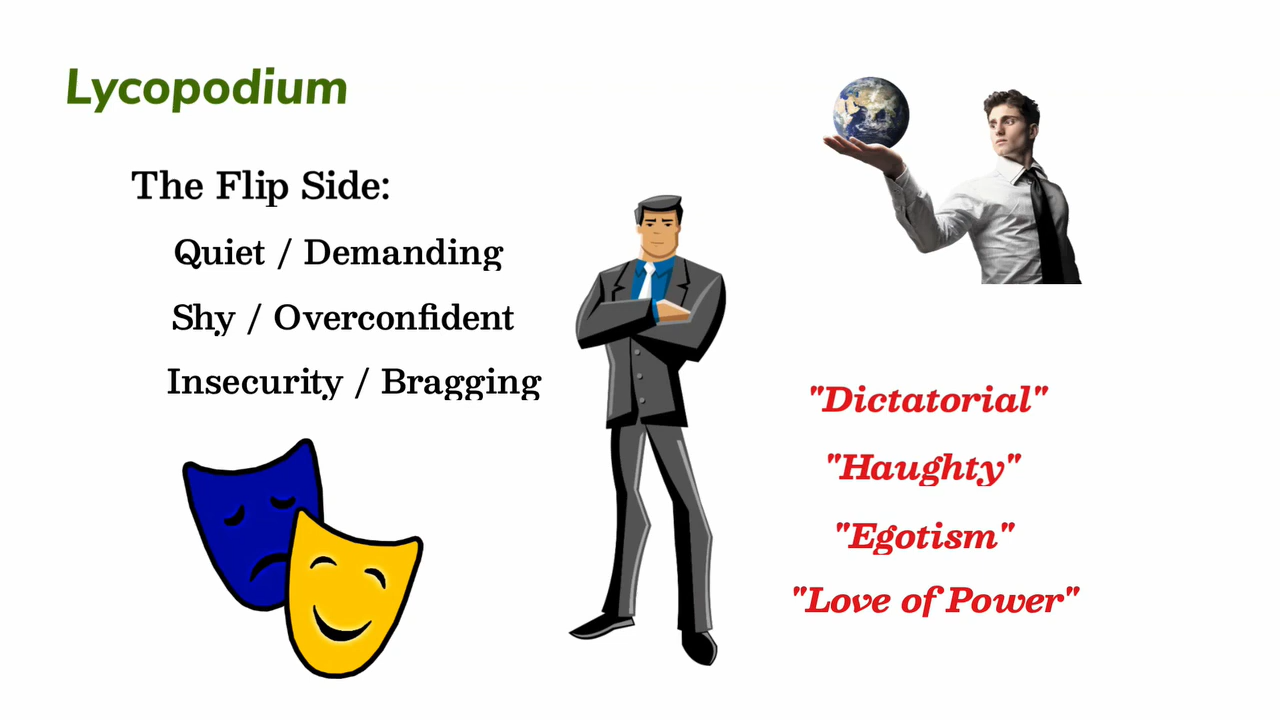 Lycopodium
The Flip Side:
Quiet / Demanding
Shy / Overconfident
Insecurity / Bragging
"Dictatorial"
"Haughty"
"Egotism"
"Love of Power"